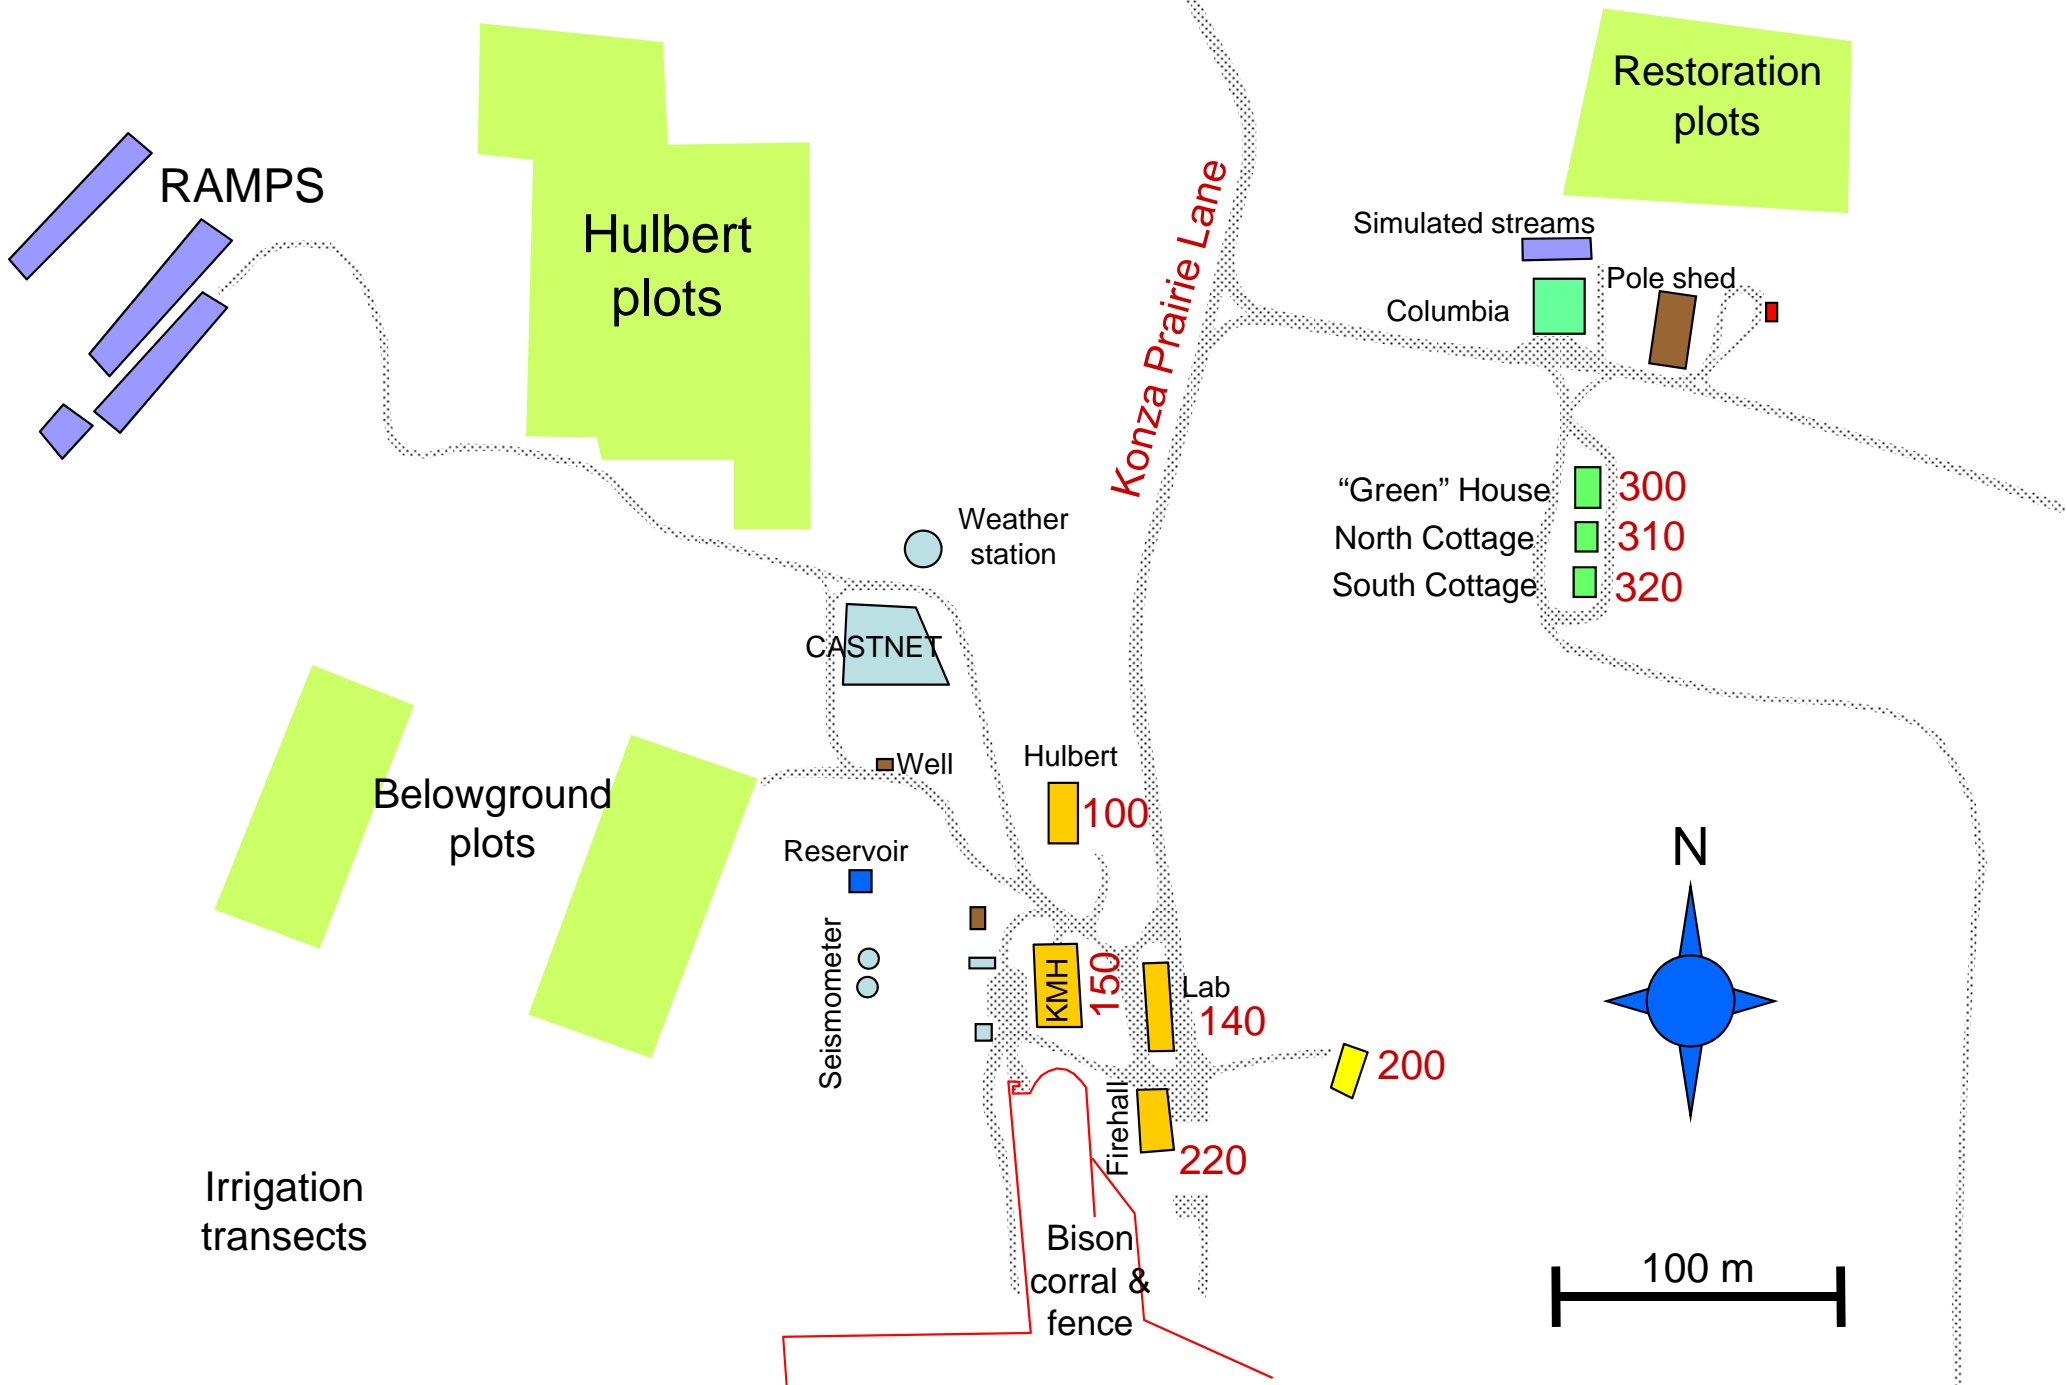 Restoration
plots
RAMPS
Hulbert
plots
Konza Prairie Lane
Simulated streams
Pole shed
Columbia
“Green” House
300
North Cottage
310
South Cottage
320
Weather
station
CASTNET
Well
Hulbert
100
Belowground
plots
Reservoir
Seismometer
KMH
150
Lab
140
200
Firehall
220
N
Irrigation
transects
Bison
corral &
fence
100 m